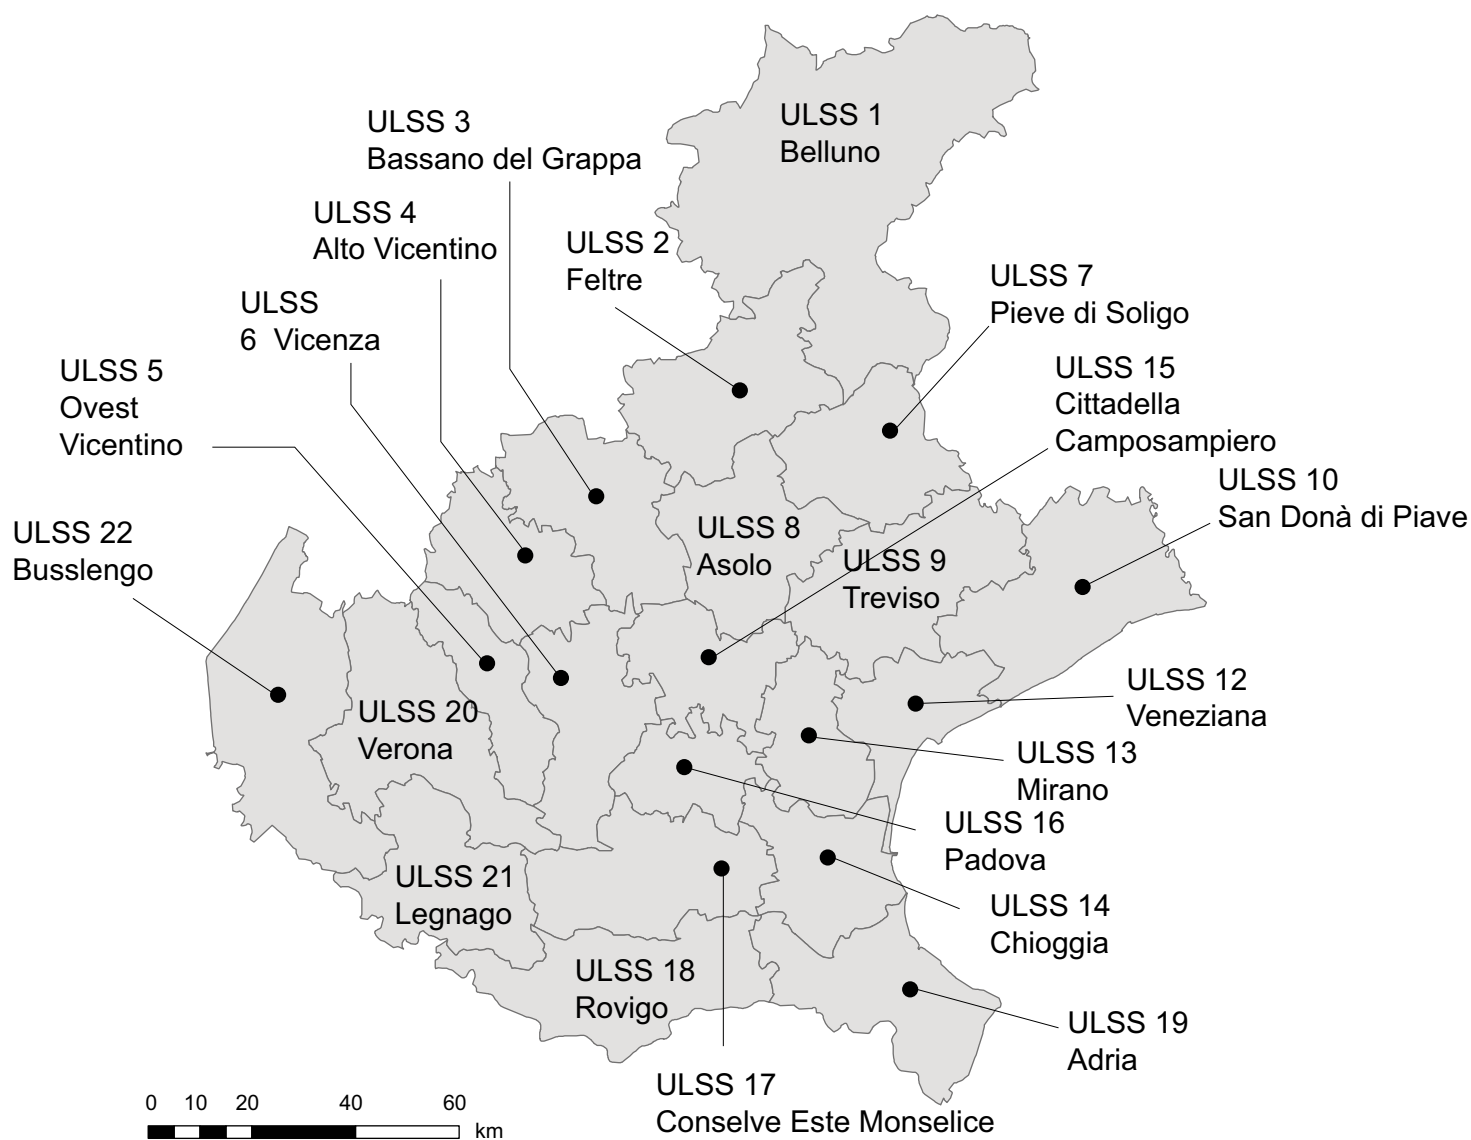 ULSS 1
Belluno
ULSS 3
Bassano del Grappa
ULSS 4
Alto Vicentino
ULSS 2
Feltre
ULSS 7
Pieve di Soligo
ULSS
6 Vicenza
ULSS 5
Ovest
Vicentino
ULSS 15
Cittadella
Camposampiero
ULSS 10
San Donà di Piave
ULSS 22
Busslengo
ULSS 8
Asolo
ULSS 9
Treviso
ULSS 20
Verona
ULSS 12
Veneziana
ULSS 13
Mirano
ULSS 16
Padova
ULSS 21
Legnago
ULSS 14
Chioggia
ULSS 18
Rovigo
ULSS 19
Adria
ULSS 17
Conselve Este Monselice
0 10 20 40 60
km